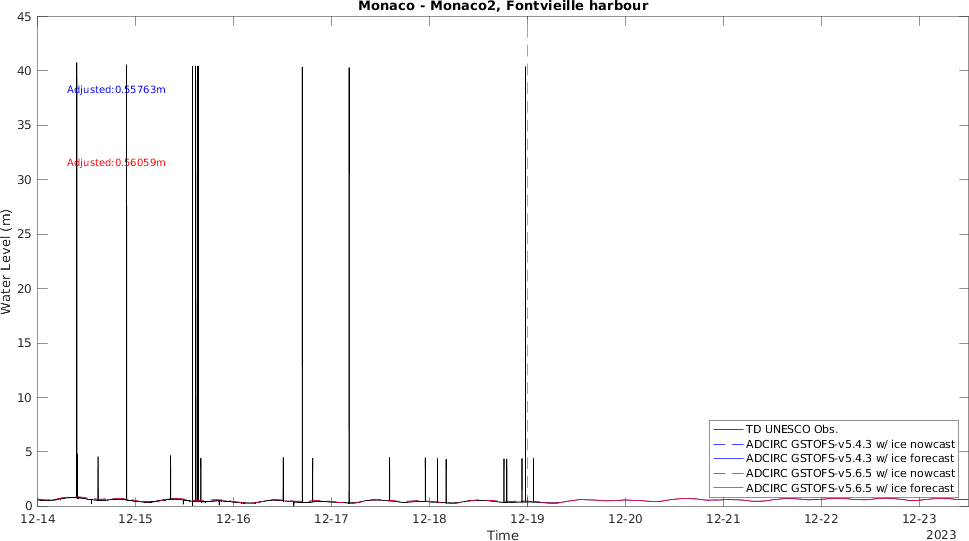 Monaco - Monaco2, Fontvieille harbour
45
40
35
30
25
20
15
10
5
0
Water Level (m)
Adjusted:0.55763m
Adjusted:0.56059m
TD UNESCO Obs.
ADCIRC GSTOFS-v5.4.3 w/ ice nowcast
ADCIRC GSTOFS-v5.4.3 w/ ice forecast
ADCIRC GSTOFS-v5.6.5 w/ ice nowcast
ADCIRC GSTOFS-v5.6.5 w/ ice forecast
12-14 12-15 12-16 12-17 12-18 12-19 12-20 12-21 12-22 12-23
Time
2023